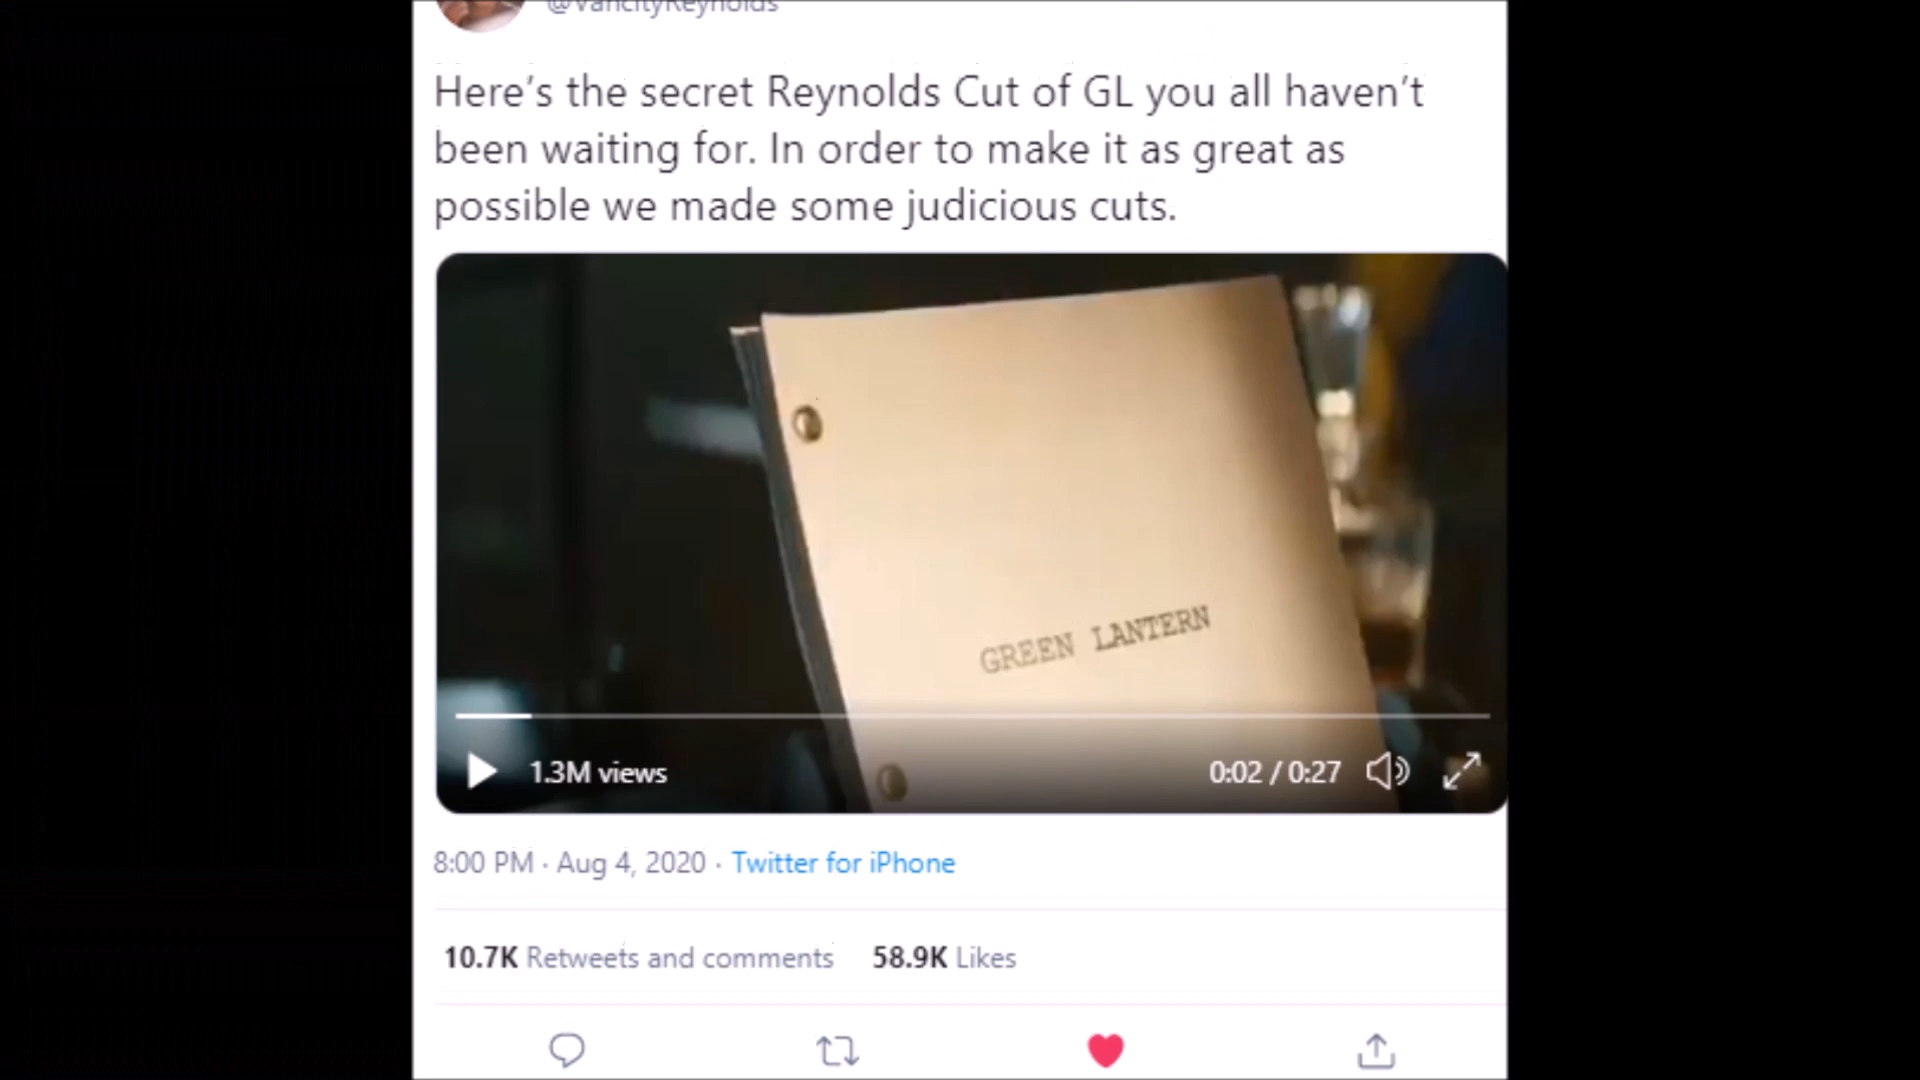 @VancityReynolds
Here’s the secret Reynolds Cut of GL you all haven’t
been waiting for. In order to make it as great as
possible we made some judicious cuts.
GREEN LANTERN
1.3M views
0:02 / 0:27
8:00 PM · Aug 4, 2020 · Twitter for iPhone
10.7K Retweets and comments 58.9K Likes